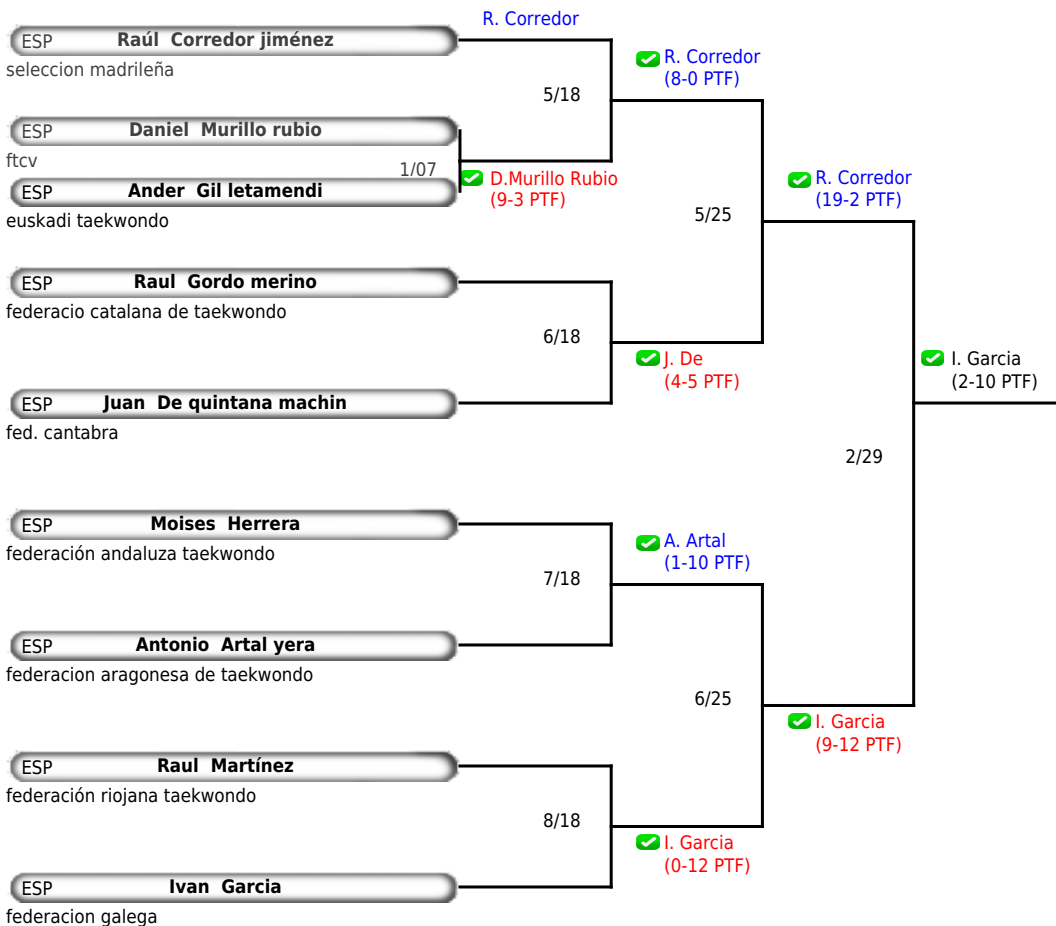 R. Corredor
ESP Raúl Corredor jiménez
seleccion madrileña
R. Corredor
(8-0 PTF)
5/18
ESP Daniel Murillo rubio
ftcv
1/07
D.Murillo Rubio
(9-3 PTF)
ESP Ander Gil letamendi
euskadi taekwondo
R. Corredor
(19-2 PTF)
5/25
ESP Raul Gordo merino
federacio catalana de taekwondo
6/18
J. De
(4-5 PTF)
I. Garcia
(2-10 PTF)
ESP Juan De quintana machin
fed. cantabra
2/29
ESP Moises Herrera
federación andaluza taekwondo
A. Artal
(1-10 PTF)
7/18
ESP Antonio Artal yera
federacion aragonesa de taekwondo
6/25
I. Garcia
(9-12 PTF)
ESP Raul Martínez
federación riojana taekwondo
8/18
I. Garcia
(0-12 PTF)
ESP Ivan Garcia
federacion galega